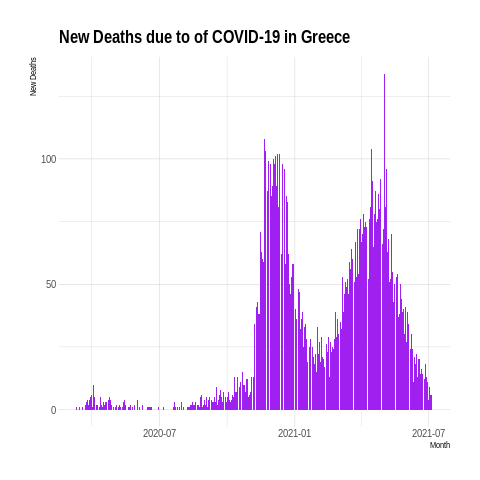 New Deaths due to of COVID-19 in Greece
New Deaths
100
50
0
2020-07
2021-01
2021-07
Month